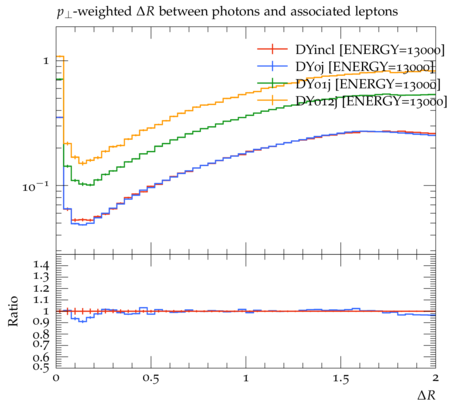 p⊥-weighted ΔR between photons and associated leptons
DYincl [ENERGY=13000]
DY0j [ENERGY=13000]
DY01j [ENERGY=13000]
DY012j [ENERGY=13000]
1
10⁻¹
1.4
1.3
1.2
1.1
1
0.9
0.8
0.7
0.6
0.5
Ratio
0 0.5 1 1.5 2
ΔR